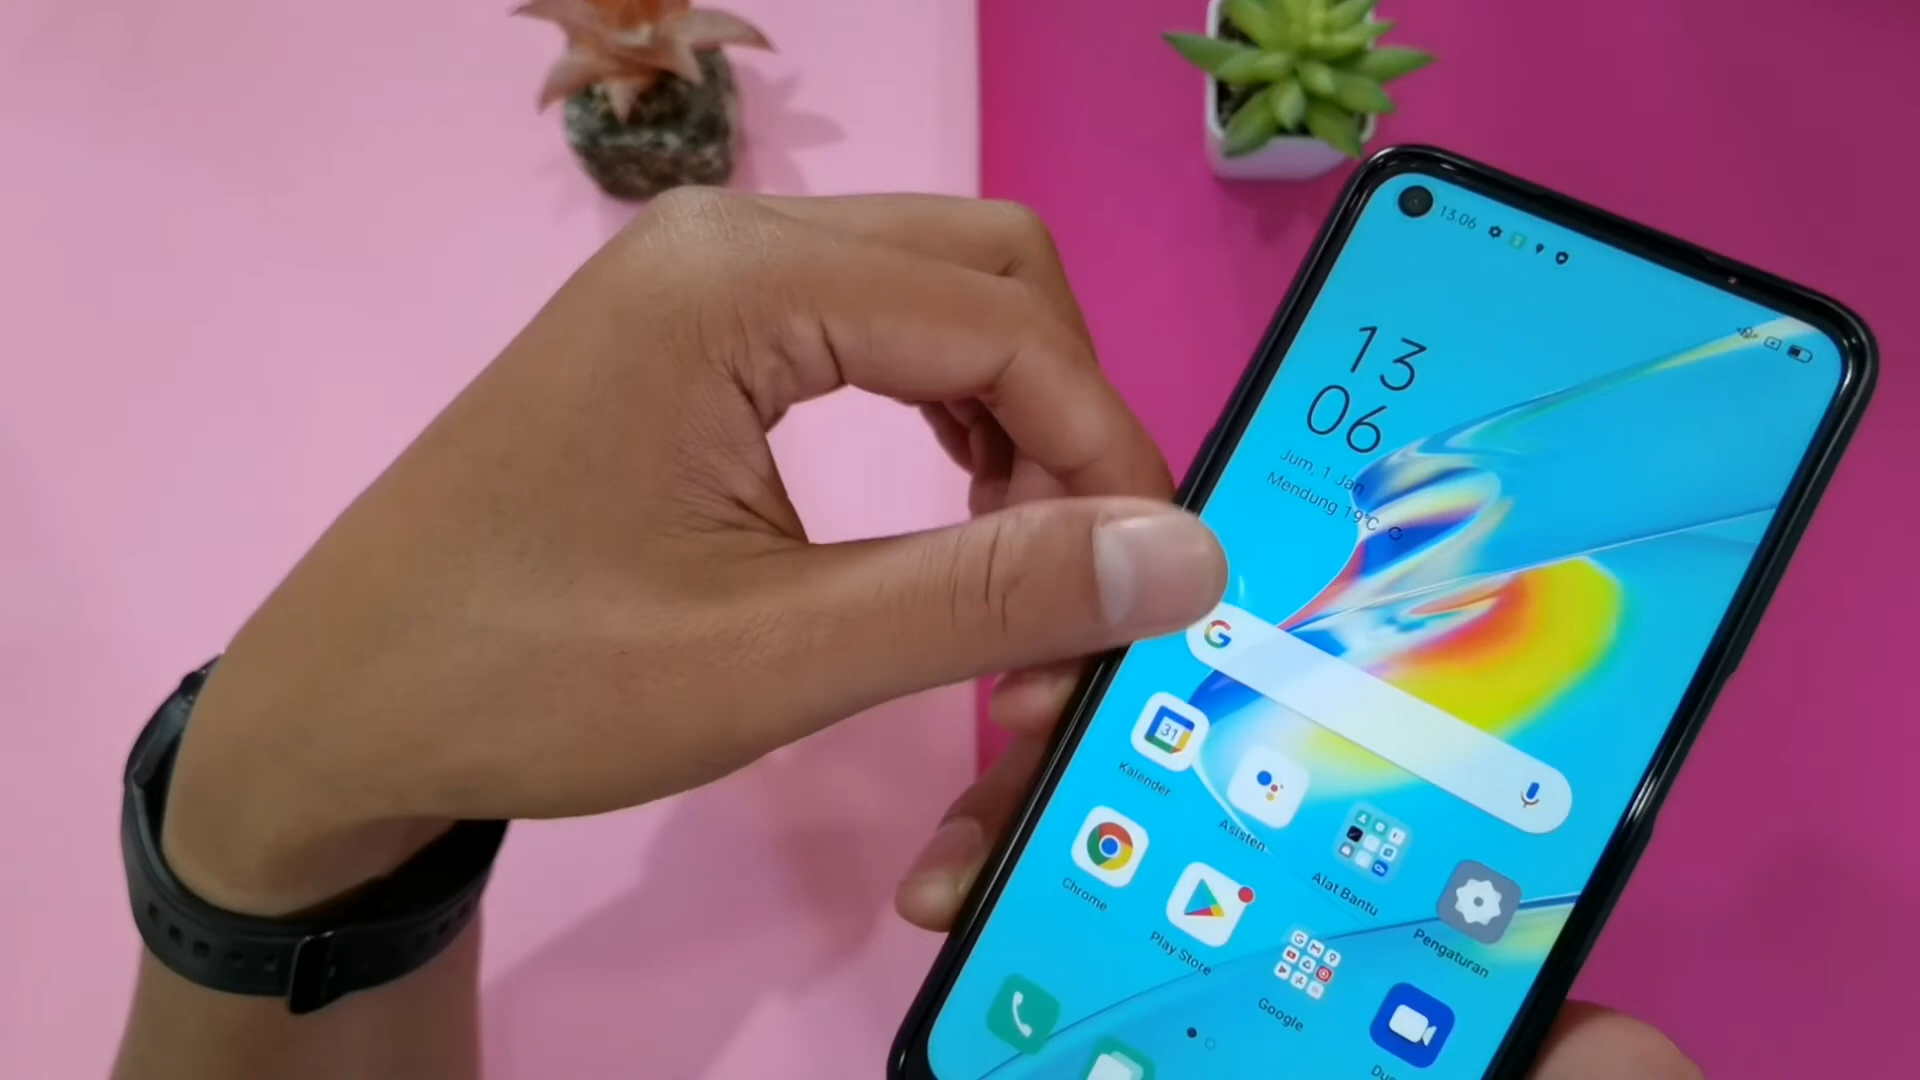 13.06
13
06
Jum, 1 Jan
Mendung 19°C
G
31
Kalender
Asisten
Alat Bantu
Pengaturan
Chrome
Play Store
Google